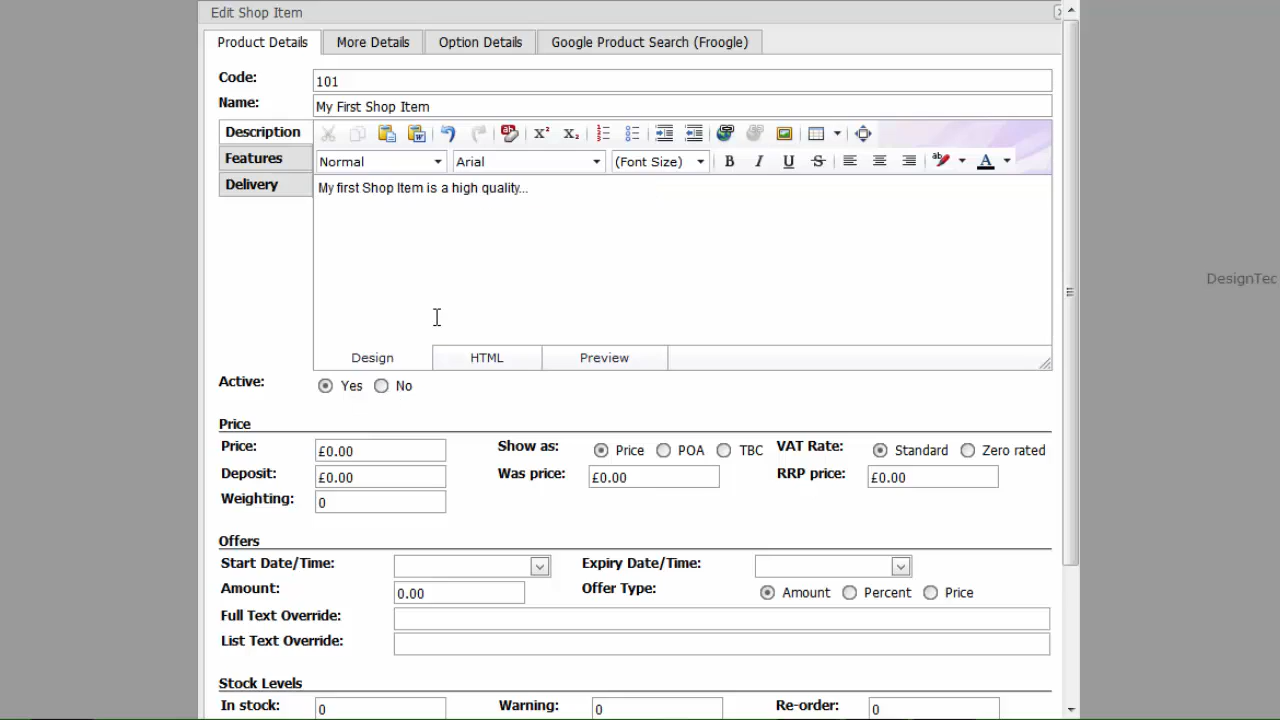 Edit Shop Item
Product Details More Details Option Details Google Product Search (Froogle)
Code: 101
Name: My First Shop Item
Description
Features
Delivery
Normal Arial (Font Size) B I U S A
My first Shop Item is a high quality...
Design HTML Preview
Active: Yes No
Price
Price: £0.00 Show as: Price POA TBC VAT Rate: Standard Zero rated
Deposit: £0.00 Was price: £0.00 RRP price: £0.00
Weighting: 0
Offers
Start Date/Time: Expiry Date/Time:
Amount: 0.00 Offer Type: Amount Percent Price
Full Text Override:
List Text Override:
Stock Levels
In stock: 0 Warning: 0 Re-order: 0
DesignTec